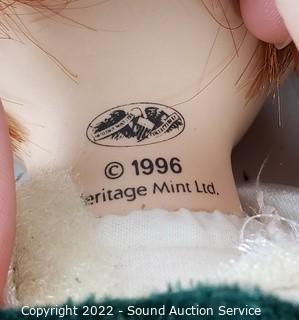 © 1996
eritage Mint Ltd.
Copyright 2022 - Sound Auction Service